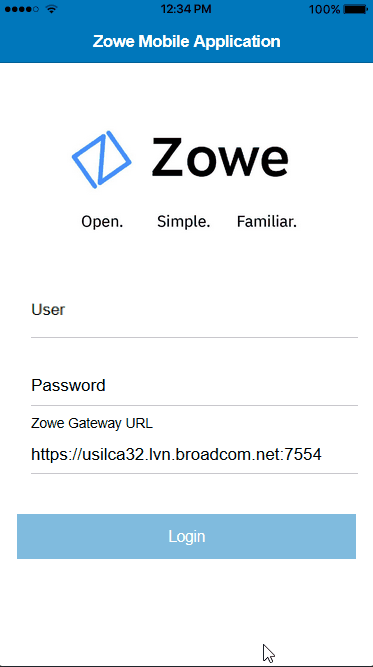 12:34 PM 100%
Zowe Mobile Application
Zowe
Open. Simple. Familiar.
User
Password
Zowe Gateway URL
https://usilca32.lvn.broadcom.net:7554
Login